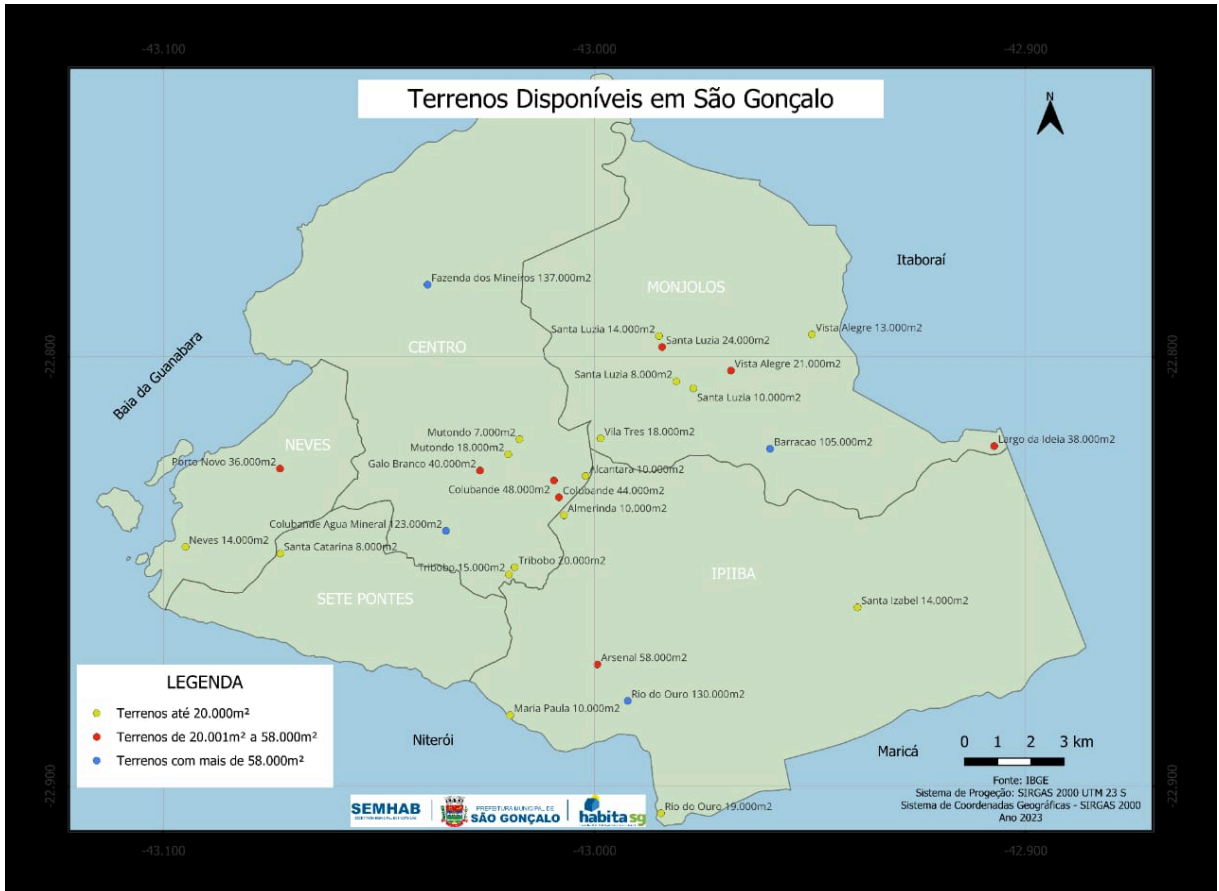 -43.100
-43.000
-42.900
Terrenos Disponíveis em São Gonçalo
N
Itaboraí
Fazenda dos Mineiros 137.000m2
MONJOLOS
Santa Luzia 14.000m2
Vista Alegre 13.000m2
Santa Luzia 24.000m2
CENTRO
Baia da Guanabara
-22.800
-22.800
Vista Alegre 21.000m2
Santa Luzia 8.000m2
Santa Luzia 10.000m2
Mutondo 7.000m2
Vila Tres 18.000m2
NEVES
Barracao 105.000m2
Largo da Ideia 38.000m2
Mutondo 18.000m2
Porto Novo 36.000m2
Galo Branco 40.000m2
Alcantara 10.000m2
Colubande 48.000m2
Colubande 44.000m2
Almerinda 10.000m2
Colubande Agua Mineral 123.000m2
Neves 14.000m2
Santa Catarina 8.000m2
Tribobo 20.000m2
Tribobo 15.000m2
IPIIBA
SETE PONTES
Santa Izabel 14.000m2
Arsenal 58.000m2
Rio do Ouro 130.000m2
Maria Paula 10.000m2
LEGENDA
Terrenos até 20.000m²
Terrenos de 20.001m² a 58.000m²
Terrenos com mais de 58.000m²
Niterói
Maricá
0 1 2 3 km
Fonte: IBGE
Sistema de Progeção: SIRGAS 2000 UTM 23 S
Sistema de Coordenadas Geográficas - SIRGAS 2000
Ano 2023
-22.900
-22.900
Rio do Ouro 19.000m2
SEMHAB
PREFEITURA MUNICIPAL DE
SÃO GONÇALO
habita sg
-43.100
-43.000
-42.900